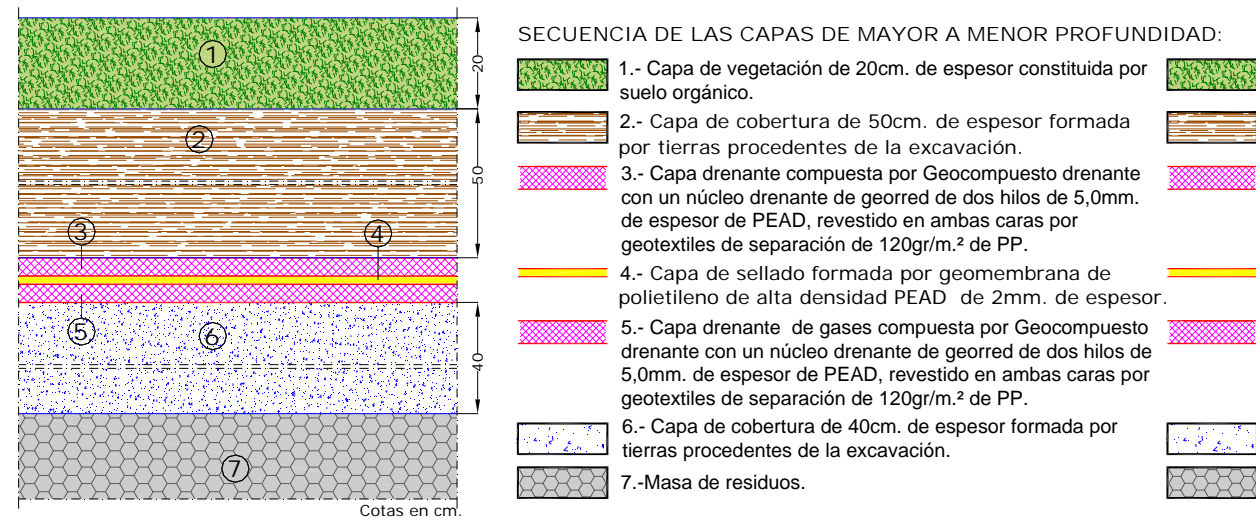 1
20
2
50
3
4
5
6
40
7
Cotas en cm.
SECUENCIA DE LAS CAPAS DE MAYOR A MENOR PROFUNDIDAD:
1.- Capa de vegetación de 20cm. de espesor constituida por
suelo orgánico.
2.- Capa de cobertura de 50cm. de espesor formada
por tierras procedentes de la excavación.
3.- Capa drenante compuesta por Geocompuesto drenante
con un núcleo drenante de georred de dos hilos de 5,0mm.
de espesor de PEAD, revestido en ambas caras por
geotextiles de separación de 120gr/m.² de PP.
4.- Capa de sellado formada por geomembrana de
polietileno de alta densidad PEAD de 2mm. de espesor.
5.- Capa drenante de gases compuesta por Geocompuesto
drenante con un núcleo drenante de georred de dos hilos de
5,0mm. de espesor de PEAD, revestido en ambas caras por
geotextiles de separación de 120gr/m.² de PP.
6.- Capa de cobertura de 40cm. de espesor formada por
tierras procedentes de la excavación.
7.-Masa de residuos.